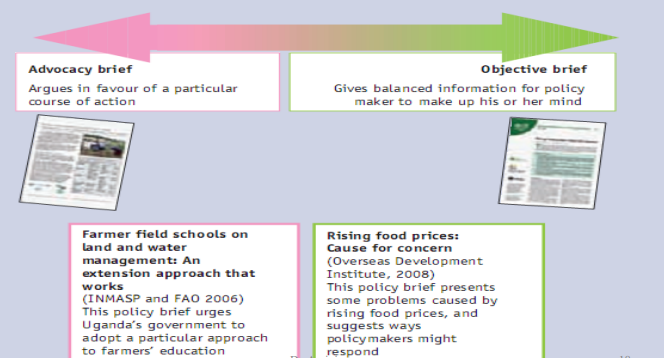 Advocacy brief
Argues in favour of a particular
course of action
Objective brief
Gives balanced information for policy
maker to make up his or her mind
Farmer field schools on
land and water
management: An
extension approach that
works
(INMASP and FAO 2006)
This policy brief urges
Uganda's government to
adopt a particular approach
to farmers' education
Rising food prices:
Cause for concern
(Overseas Development
Institute, 2008)
This policy brief presents
some problems caused by
rising food prices, and
suggests ways
policymakers might
respond